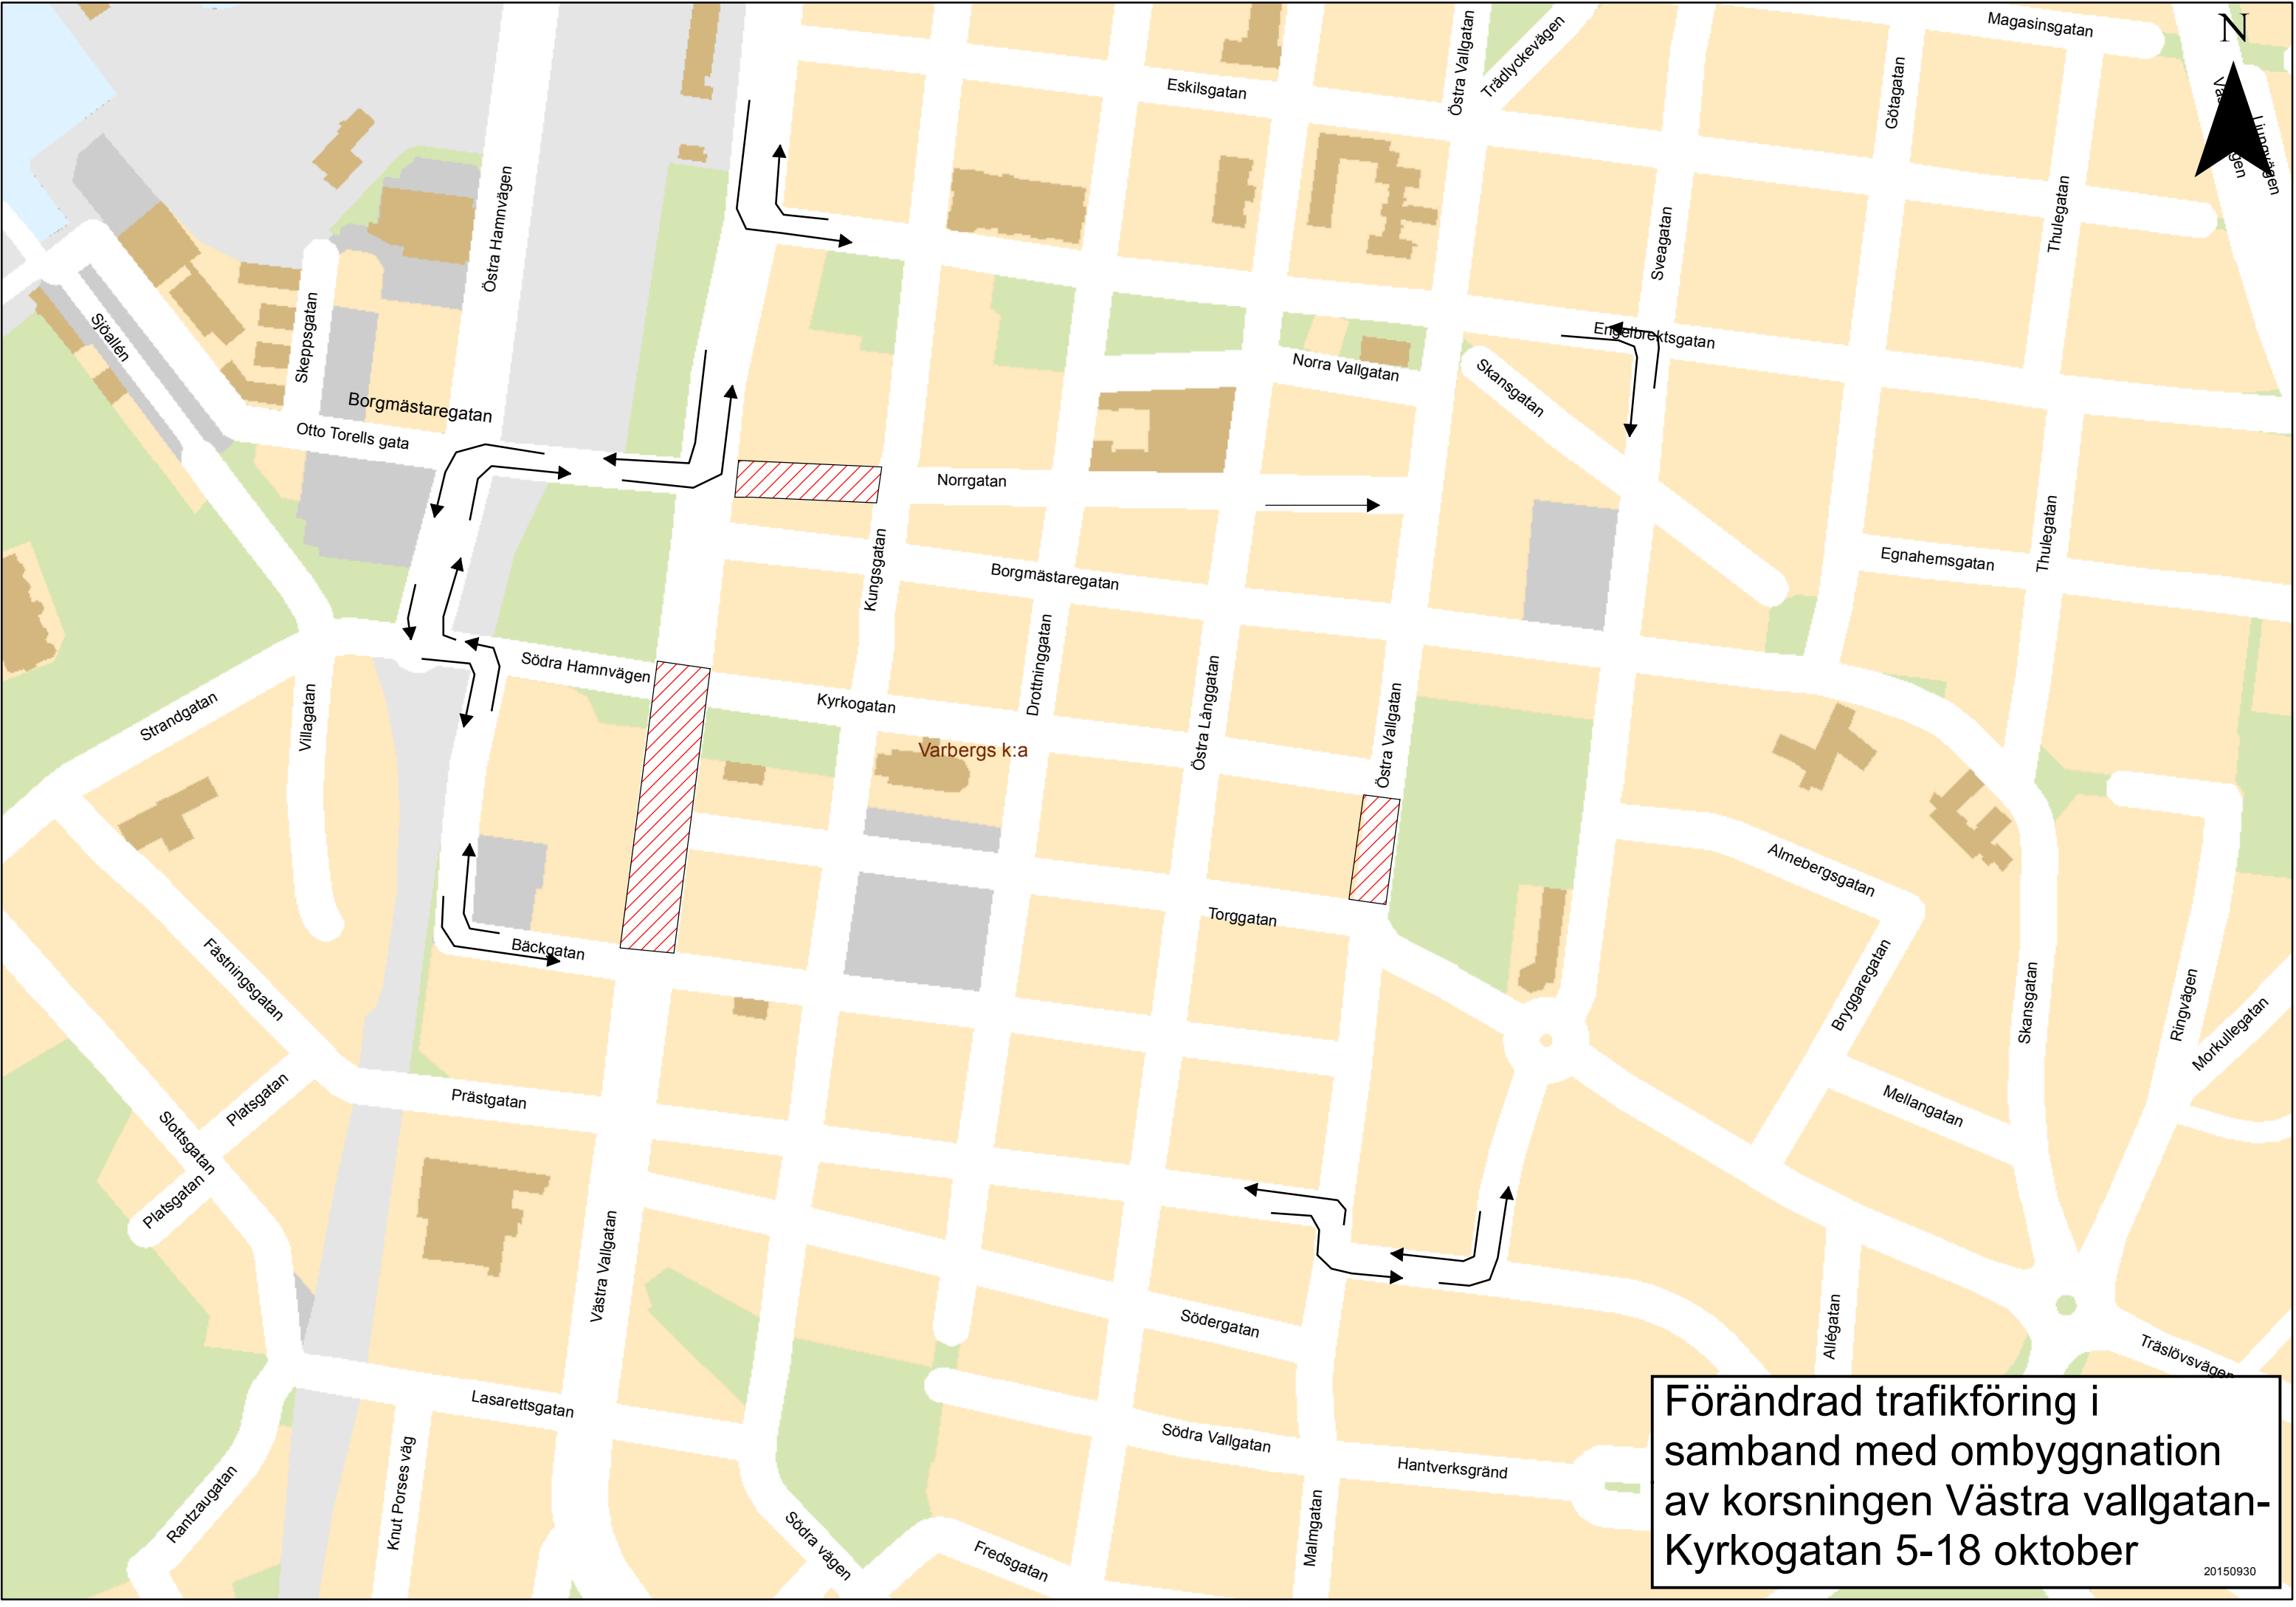 Magasinsgatan
N
Östra Vallgatan
Trädlyckevägen
Eskilsgatan
Götagatan
Ljungvägen
Östra Hamnvägen
Sveagatan
Thulegatan
Sjöallén
Skeppsgatan
Engelbrektsgatan
Norra Vallgatan
Skansgatan
Borgmästaregatan
Otto Torells gata
Norrgatan
Kungsgatan
Borgmästaregatan
Egnahemsgatan
Thulegatan
Södra Hamnvägen
Drottninggatan
Östra Långgatan
Östra Vallgatan
Strandgatan
Villagatan
Kyrkogatan
Varbergs k:a
Almebergsgatan
Torggatan
Bäckgatan
Fästningsgatan
Bryggaregatan
Skansgatan
Ringvägen
Morkullegatan
Platsgatan
Prästgatan
Mellangatan
Slottsgatan
Platsgatan
Västra Vallgatan
Södergatan
Allégatan
Träslövsvägen
Lasarettsgatan
Södra Vallgatan
Hantverksgränd
Knut Porses väg
Rantzaugatan
Södra vägen
Fredsgatan
Malmgatan
Förändrad trafikföring i
samband med ombyggnation
av korsningen Västra vallgatan-
Kyrkogatan 5-18 oktober
20150930